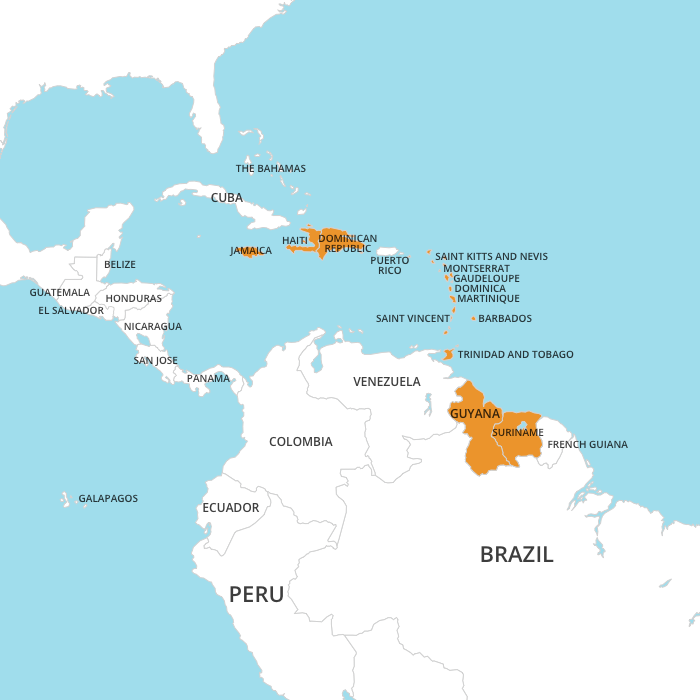 THE BAHAMAS
CUBA
HAITI
DOMINICAN
REPUBLIC
JAMAICA
PUERTO
RICO
SAINT KITTS AND NEVIS
MONTSERRAT
GAUDELOUPE
DOMINICA
MARTINIQUE
SAINT VINCENT
BARBADOS
TRINIDAD AND TOBAGO
BELIZE
GUATEMALA
HONDURAS
EL SALVADOR
NICARAGUA
SAN JOSE
PANAMA
VENEZUELA
GUYANA
SURINAME
FRENCH GUIANA
COLOMBIA
GALAPAGOS
ECUADOR
BRAZIL
PERU